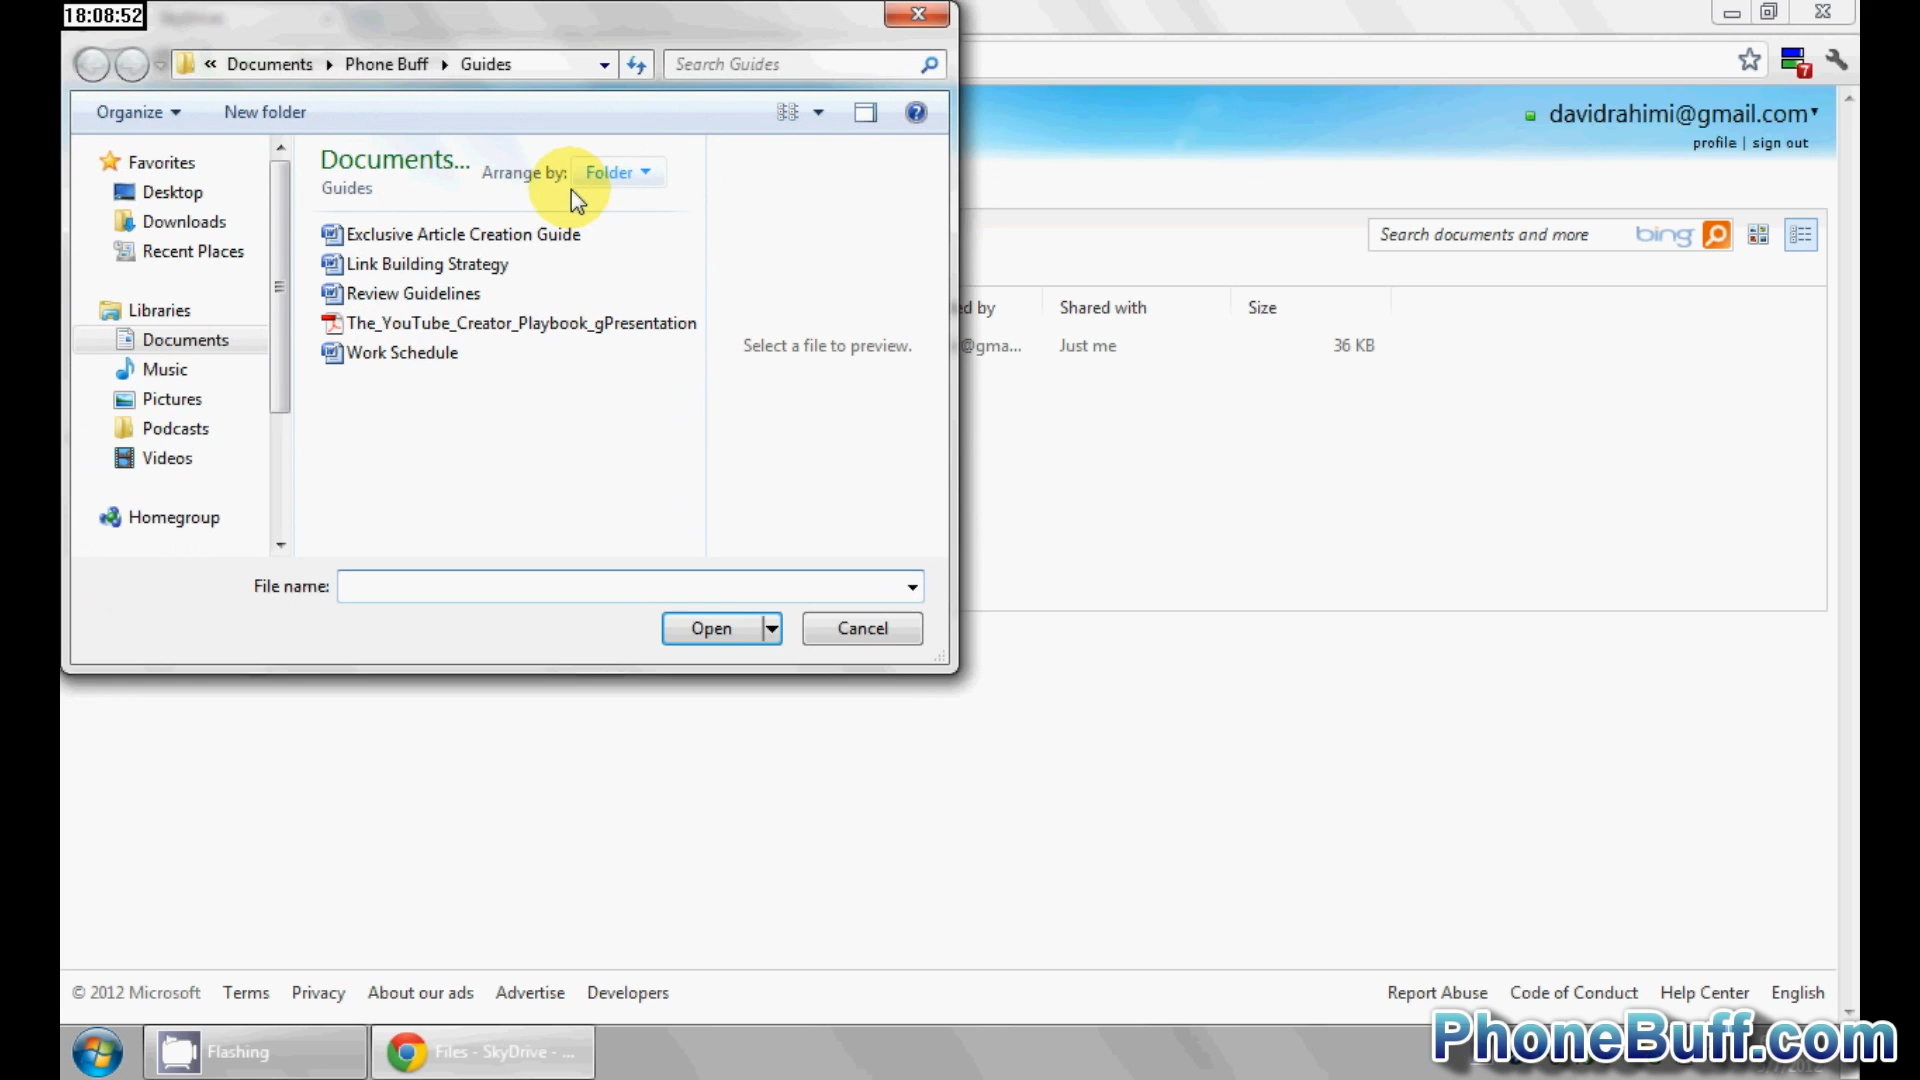 18:08:52
« Documents Phone Buff Guides
Search Guides
Organize New folder
davidrahimi@gmail.com
profile | sign out
Favorites
Desktop
Downloads
Recent Places
Libraries
Documents
Music
Pictures
Podcasts
Videos
Homegroup
Documents...
Guides
Arrange by: Folder
Exclusive Article Creation Guide
Link Building Strategy
Review Guidelines
The_YouTube_Creator_Playbook_gPresentation
Work Schedule
Select a file to preview.
File name:
Open Cancel
Search documents and more bing
ed by Shared with Size
@gma... Just me 36 KB
© 2012 Microsoft Terms Privacy About our ads Advertise Developers Report Abuse Code of Conduct Help Center English
Flashing
Files - SkyDrive - ...
PhoneBuff.com
7